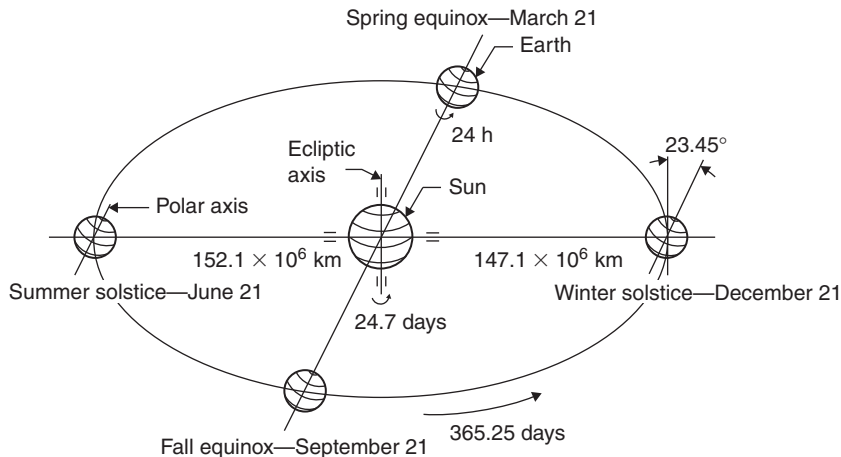 Spring equinox—March 21
Earth
24 h
23.45°
Ecliptic
axis
Sun
Polar axis
152.1 × 10⁶ km
147.1 × 10⁶ km
Summer solstice—June 21
Winter solstice—December 21
24.7 days
365.25 days
Fall equinox—September 21